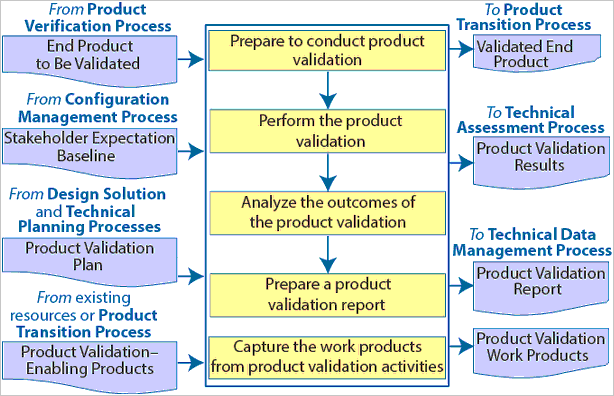 From Product
Verification Process
End Product
to Be Validated
From Configuration
Management Process
Stakeholder Expectation
Baseline
From Design Solution
and Technical
Planning Processes
Product Validation
Plan
From existing
resources or Product
Transition Process
Product Validation–
Enabling Products
Prepare to conduct product
validation
Perform the product
validation
Analyze the outcomes of
the product validation
Prepare a product
validation report
Capture the work products
from product validation activities
To Product
Transition Process
Validated End
Product
To Technical
Assessment Process
Product Validation
Results
To Technical Data
Management Process
Product Validation
Report
Product Validation
Work Products